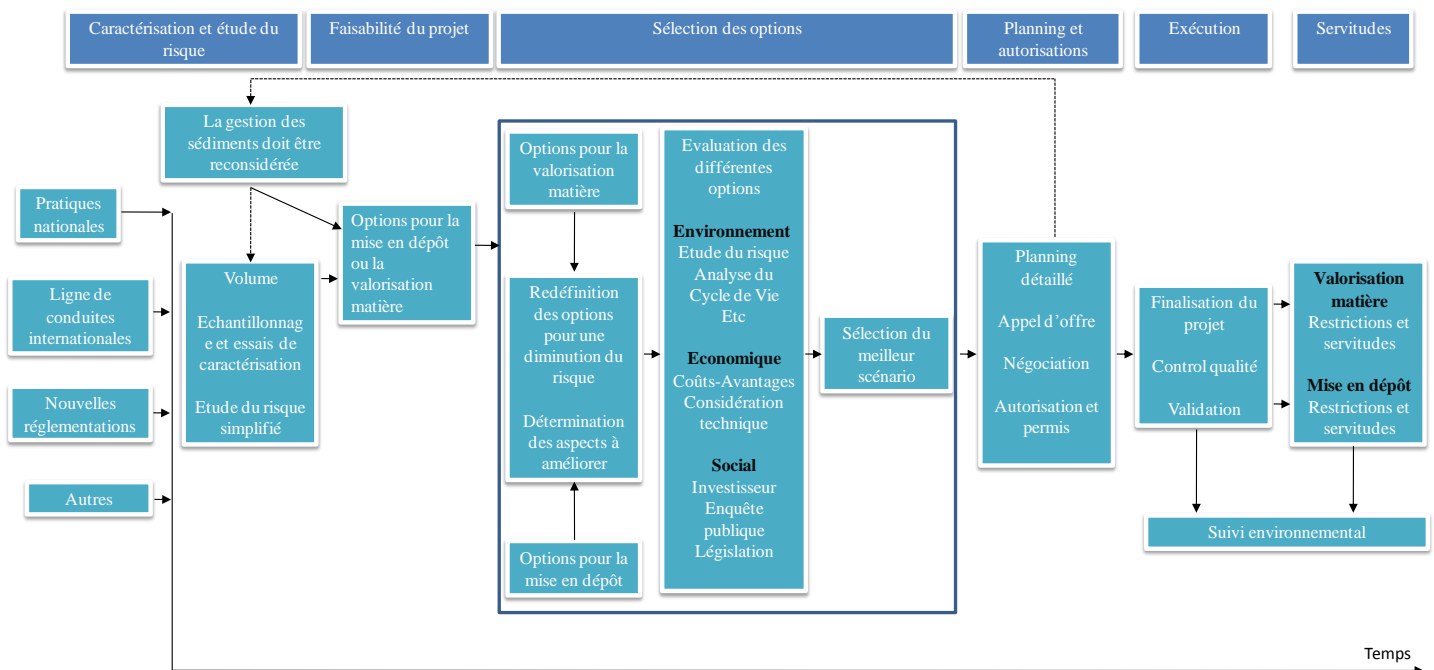 Caractérisation et étude du
risque
Faisabilité du projet
Sélection des options
Planning et
autorisations
Exécution
Servitudes
La gestion des
sédiments doit être
reconsidérée
Pratiques
nationales
Ligne de
conduites
internationales
Nouvelles
réglementations
Autres
Volume
Echantillonnag
e et essais de
caractérisation
Etude du risque
simplifié
Options pour la
mise en dépôt
ou la
valorisation
matière
Options pour la
valorisation
matière
Redéfinition
des options
pour une
diminution du
risque
Détermination
des aspects à
améliorer
Options pour la
mise en dépôt
Evaluation des
différentes
options
Environnement
Etude du risque
Analyse du
Cycle de Vie
Etc
Economique
Coûts-Avantages
Considération
technique
Social
Investisseur
Enquête
publique
Législation
Sélection du
meilleur
scénario
Planning
détaillé
Appel d’offre
Négociation
Autorisation et
permis
Finalisation du
projet
Control qualité
Validation
Valorisation
matière
Restrictions et
servitudes
Mise en dépôt
Restrictions et
servitudes
Suivi environnemental
Temps